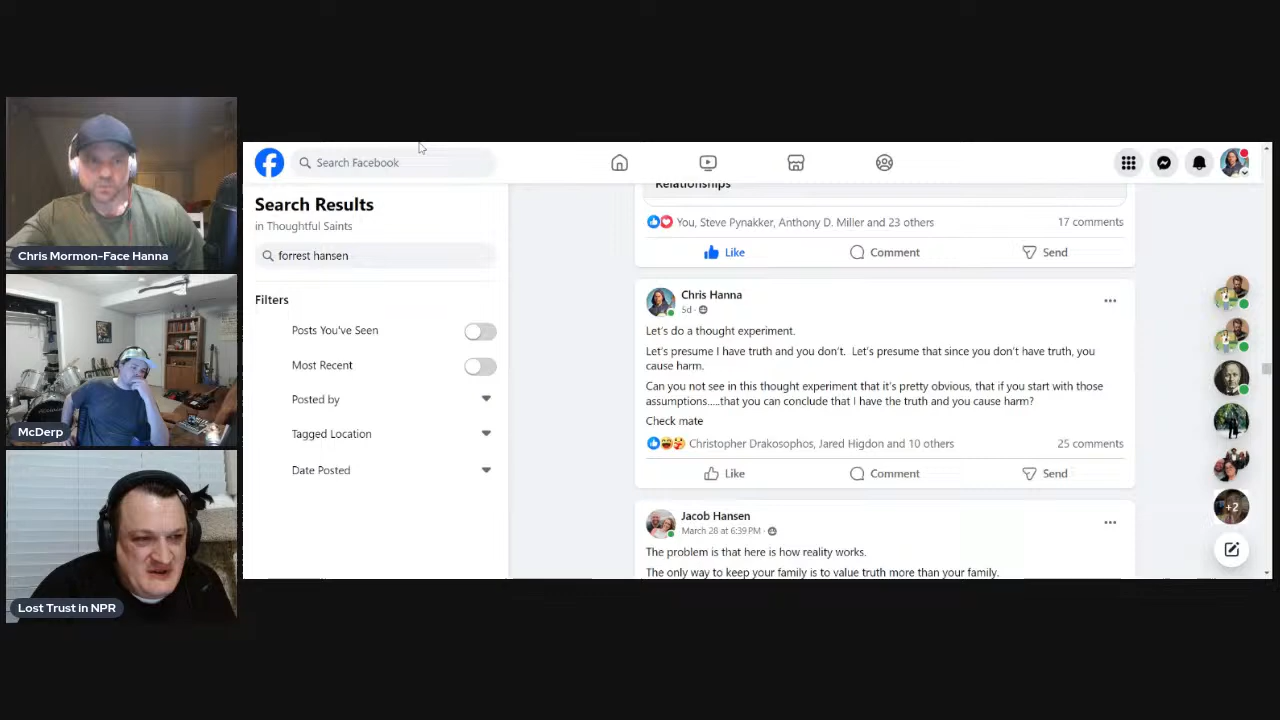 Chris Mormon-Face Hanna
McDerp
Lost Trust in NPR
Search Facebook
Search Results
in Thoughtful Saints
forrest hansen
Filters
Posts You've Seen
Most Recent
Posted by
Tagged Location
Date Posted
Relationships
You, Steve Pynakker, Anthony D. Miller and 23 others
17 comments
Like
Comment
Send
Chris Hanna
5d ·
Let's do a thought experiment.
Let's presume I have truth and you don't.  Let's presume that since you don't have truth, you
cause harm.
Can you not see in this thought experiment that it's pretty obvious, that if you start with those
assumptions.....that you can conclude that I have the truth and you cause harm?
Check mate
Christopher Drakosophos, Jared Higdon and 10 others
25 comments
Like
Comment
Send
Jacob Hansen
March 28 at 6:39 PM ·
The problem is that here is how reality works.
The only way to keep your family is to value truth more than your family.
+2